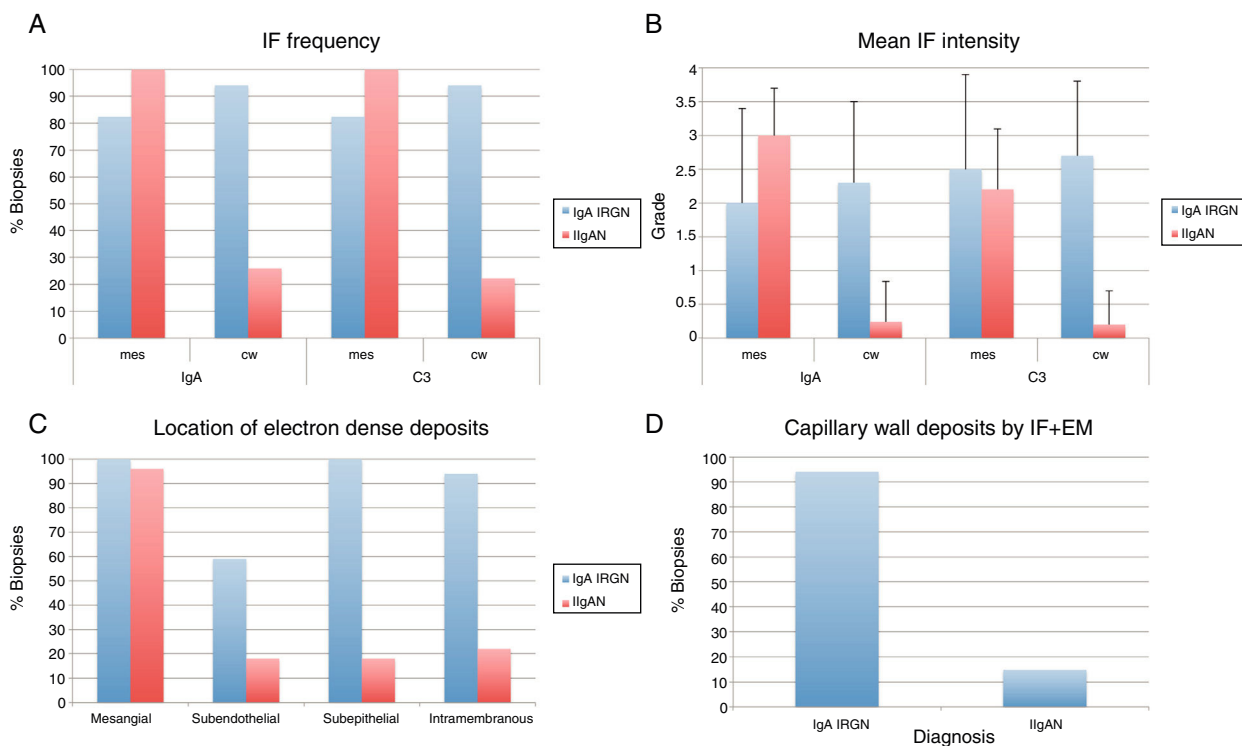 A
IF frequency
% Biopsies
100
90
80
70
60
50
40
30
20
10
0
mes
cw
mes
cw
IgA
C3
IgA IRGN
IIgAN
B
Mean IF intensity
Grade
4
3.5
3
2.5
2
1.5
1
0.5
0
mes
cw
mes
cw
IgA
C3
IgA IRGN
IIgAN
C
Location of electron dense deposits
% Biopsies
100
90
80
70
60
50
40
30
20
10
0
Mesangial
Subendothelial
Subepithelial
Intramembranous
IgA IRGN
IIgAN
D
Capillary wall deposits by IF+EM
% Biopsies
100
90
80
70
60
50
40
30
20
10
0
IgA IRGN
IIgAN
Diagnosis